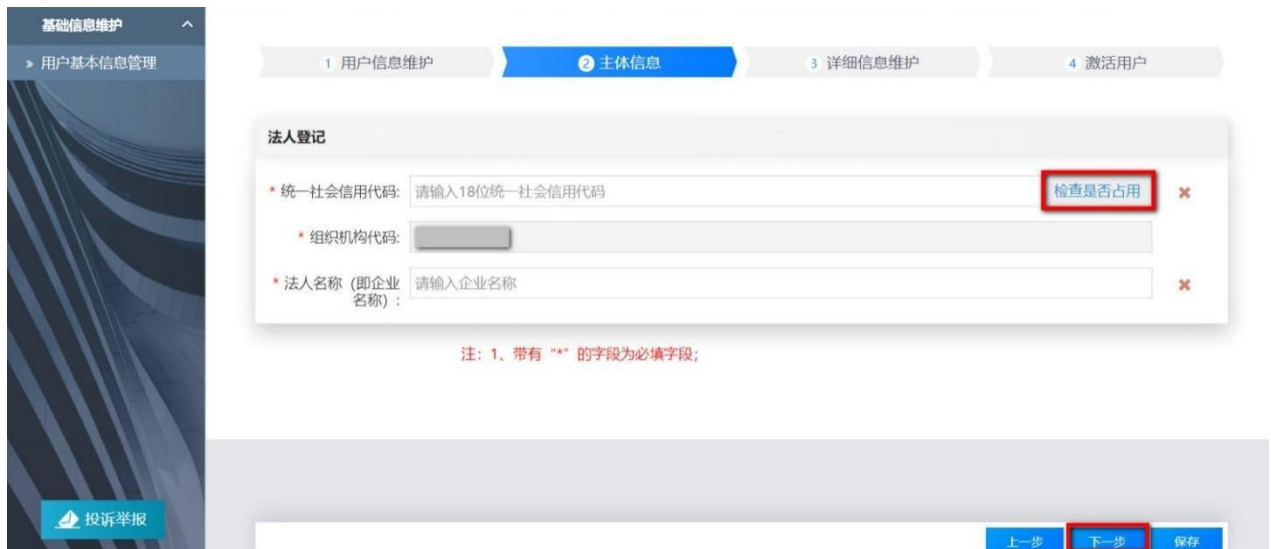 基础信息维护
» 用户基本信息管理
1 用户信息维护
2 主体信息
3 详细信息维护
4 激活用户
法人登记
* 统一社会信用代码: 请输入18位统一社会信用代码 检查是否占用
* 组织机构代码:
* 法人名称（即企业 请输入企业名称
名称）:
注：1、带有 "*" 的字段为必填字段;
投诉举报
上一步 下一步 保存